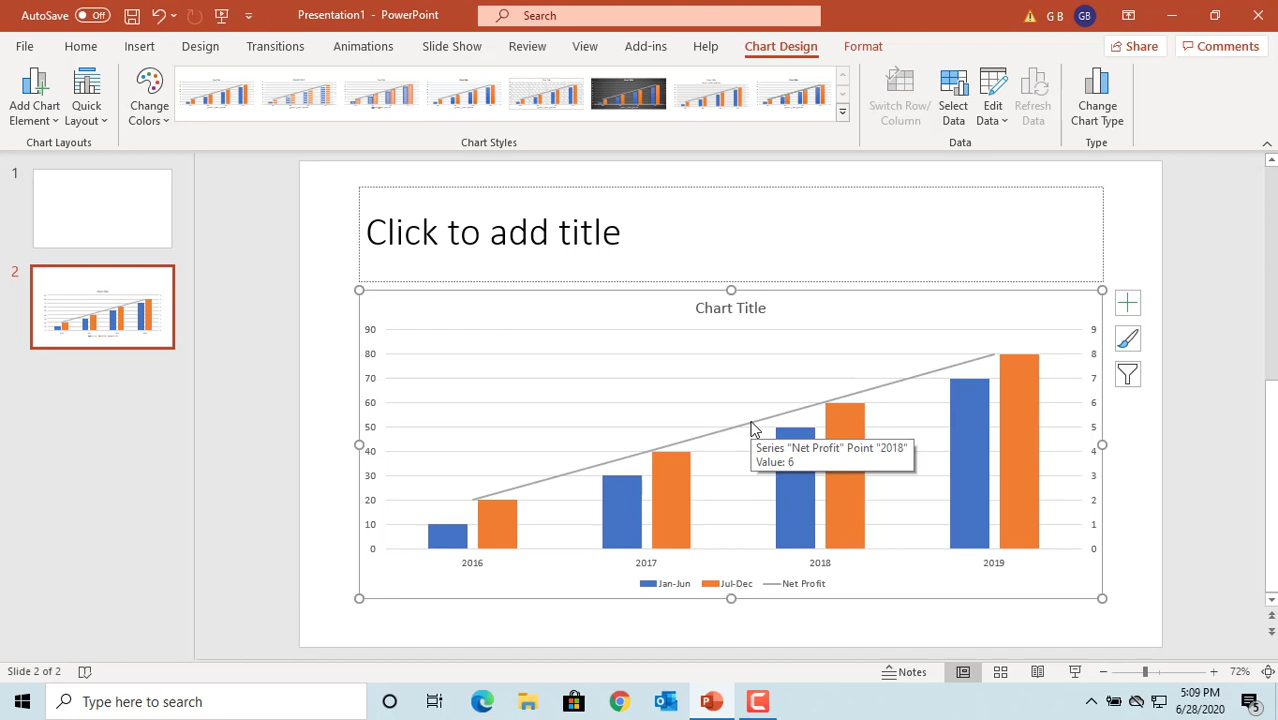 AutoSave Off Presentation1 - PowerPoint Search G B GB
File Home Insert Design Transitions Animations Slide Show Review View Add-ins Help Chart Design Format Share Comments
Add Chart Element Quick Layout Change Colors Switch Row/ Column Select Data Edit Data Refresh Data Change Chart Type
Chart Layouts Chart Styles Data Type
1
2
Click to add title
Chart Title
90 9
80 8
70 7
60 6
50 5
40 4
30 3
20 2
10 1
0 0
Series "Net Profit" Point "2018"
Value: 6
2016 2017 2018 2019
Jan-Jun Jul-Dec Net Profit
Slide 2 of 2 Notes 72%
Type here to search
5:09 PM
6/28/2020
5